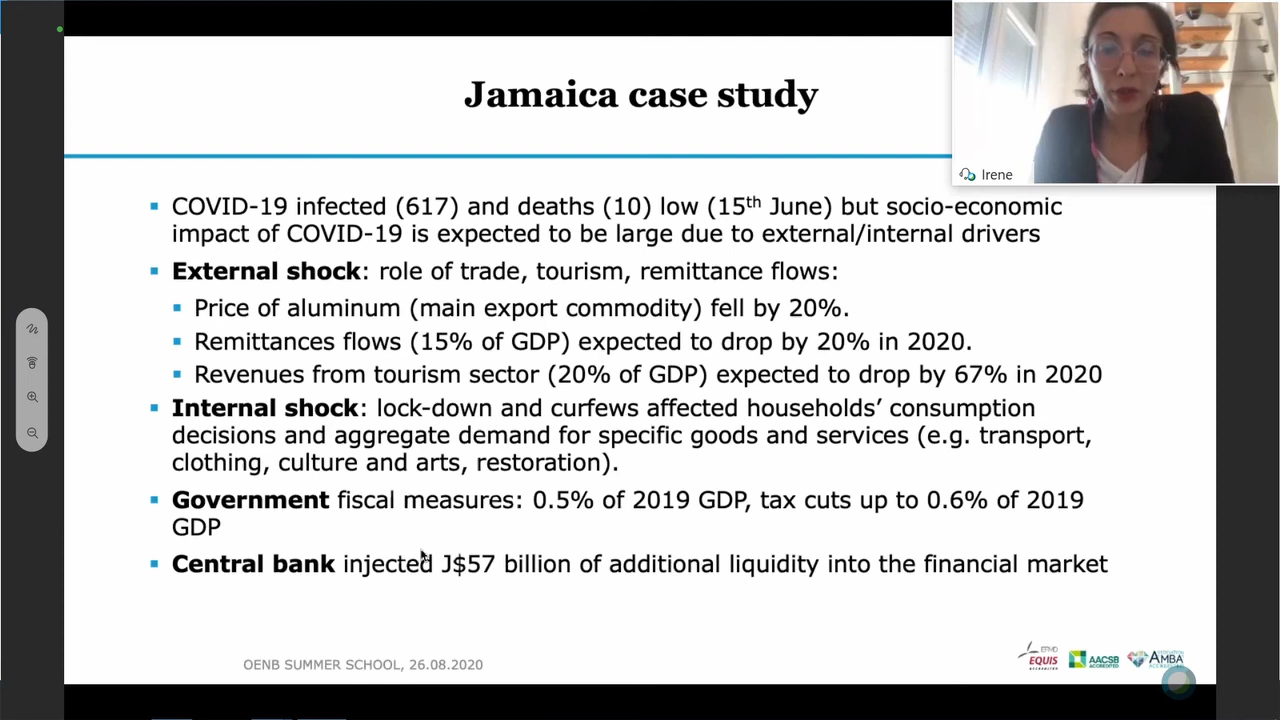 Jamaica case study
Irene
COVID-19 infected (617) and deaths (10) low (15th June) but socio-economic
impact of COVID-19 is expected to be large due to external/internal drivers
External shock: role of trade, tourism, remittance flows:
Price of aluminum (main export commodity) fell by 20%.
Remittances flows (15% of GDP) expected to drop by 20% in 2020.
Revenues from tourism sector (20% of GDP) expected to drop by 67% in 2020
Internal shock: lock-down and curfews affected households’ consumption
decisions and aggregate demand for specific goods and services (e.g. transport,
clothing, culture and arts, restoration).
Government fiscal measures: 0.5% of 2019 GDP, tax cuts up to 0.6% of 2019
GDP
Central bank injected J$57 billion of additional liquidity into the financial market
OENB SUMMER SCHOOL, 26.08.2020
EFMD
EQUIS
ACCREDITED
AACSB
ACCREDITED
ASSOCIATION
AMBA